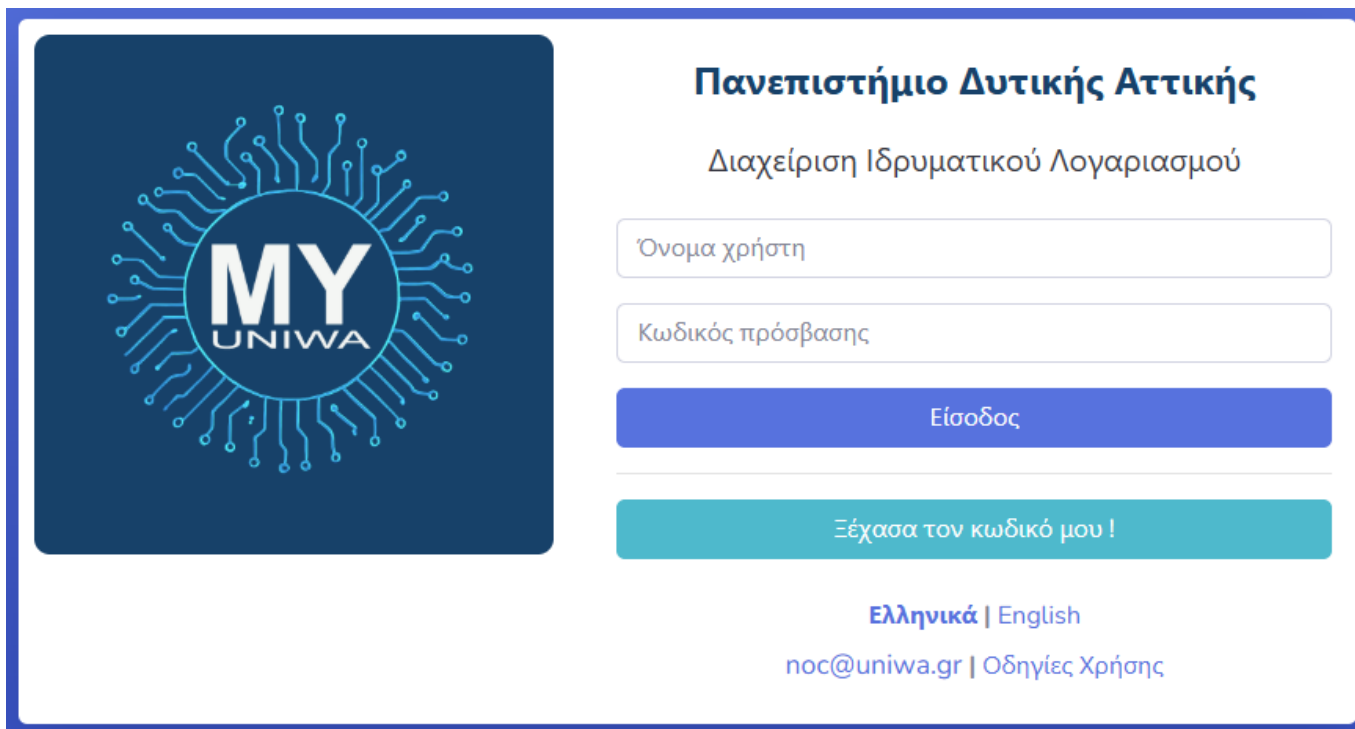 MY
UNIWA
Πανεπιστήμιο Δυτικής Αττικής
Διαχείριση Ιδρυματικού Λογαριασμού
Όνομα χρήστη
Κωδικός πρόσβασης
Είσοδος
Ξέχασα τον κωδικό μου !
Ελληνικά | English
noc@uniwa.gr | Οδηγίες Χρήσης